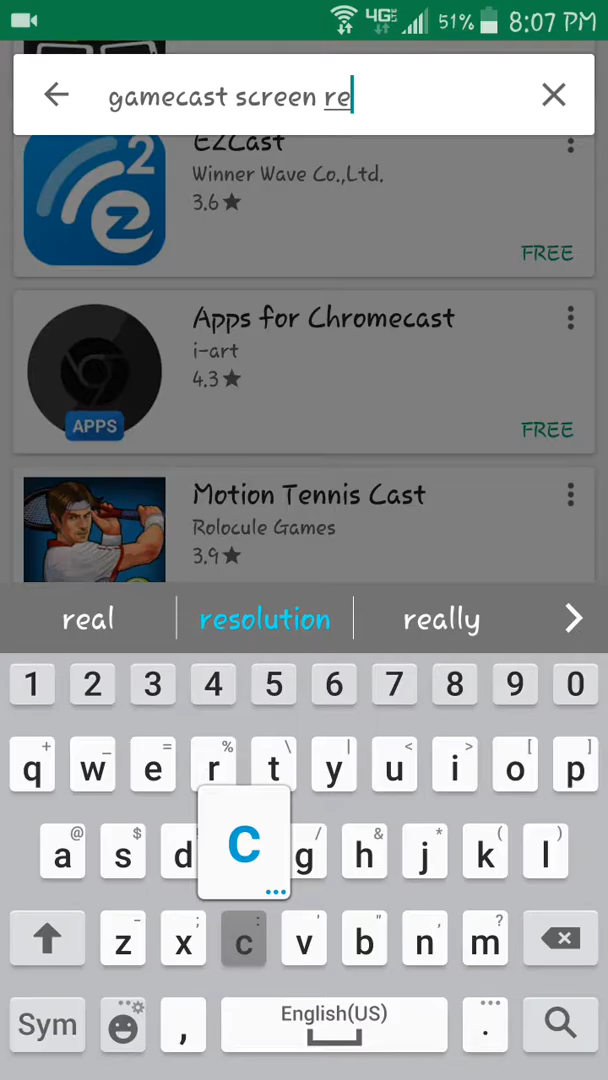 4G LTE 51% 8:07 PM
gamecast screen re
EZCast
Winner Wave Co.,Ltd.
3.6★
FREE
Apps for Chromecast
i-art
4.3★
APPS
FREE
Motion Tennis Cast
Rolocule Games
3.9★
real resolution really
1 2 3 4 5 6 7 8 9 0
+ _ = % \ | < > [ ]
q w e r t y u i o p
@ $ / & * ( )
a s d C g h j k l
- ; : ' " , ?
z x c v b n m
Sym , English(US) .